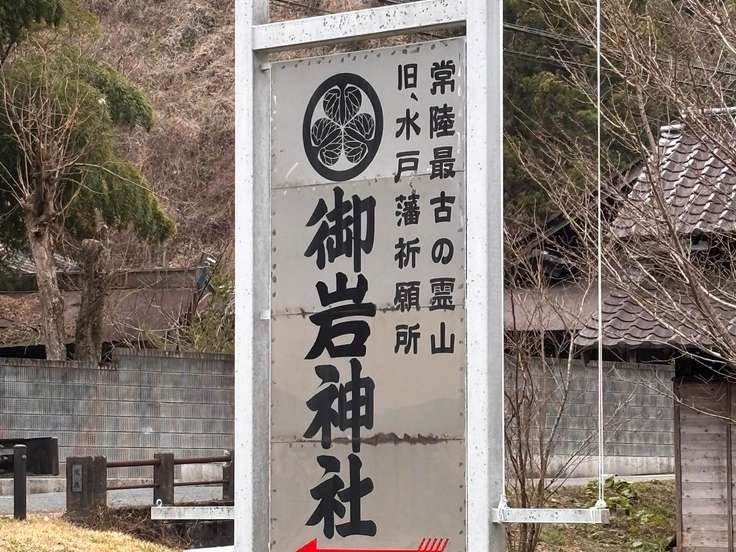 常陸最古の霊山
旧、水戸藩祈願所
御岩神社